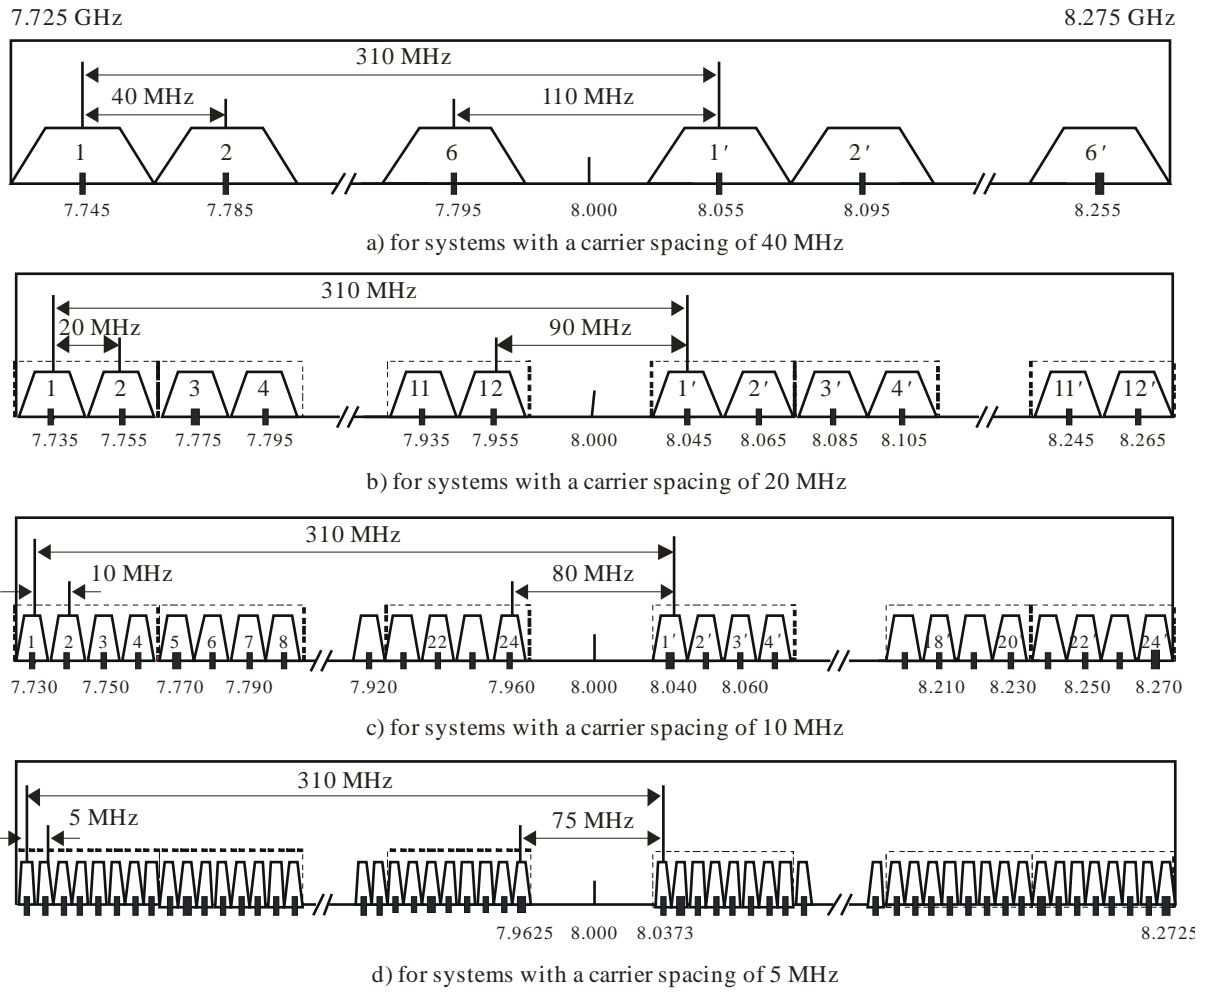 7.725 GHz 8.275 GHz
310 MHz
40 MHz 110 MHz
1 2 6 1′ 2′ 6′
7.745 7.785 7.795 8.000 8.055 8.095 8.255
a) for systems with a carrier spacing of 40 MHz
310 MHz
20 MHz 90 MHz
1 2 3 4 11 12 1′ 2′ 3′ 4′ 11′ 12′
7.735 7.755 7.775 7.795 7.935 7.955 8.000 8.045 8.065 8.085 8.105 8.245 8.265
b) for systems with a carrier spacing of 20 MHz
310 MHz
10 MHz 80 MHz
1 2 3 4 5 6 7 8 22 24 1′ 2′ 3′ 4′ 18′ 20′ 22′ 24′
7.730 7.750 7.770 7.790 7.920 7.960 8.000 8.040 8.060 8.210 8.230 8.250 8.270
c) for systems with a carrier spacing of 10 MHz
310 MHz
5 MHz 75 MHz
7.9625 8.000 8.0373 8.2725
d) for systems with a carrier spacing of 5 MHz